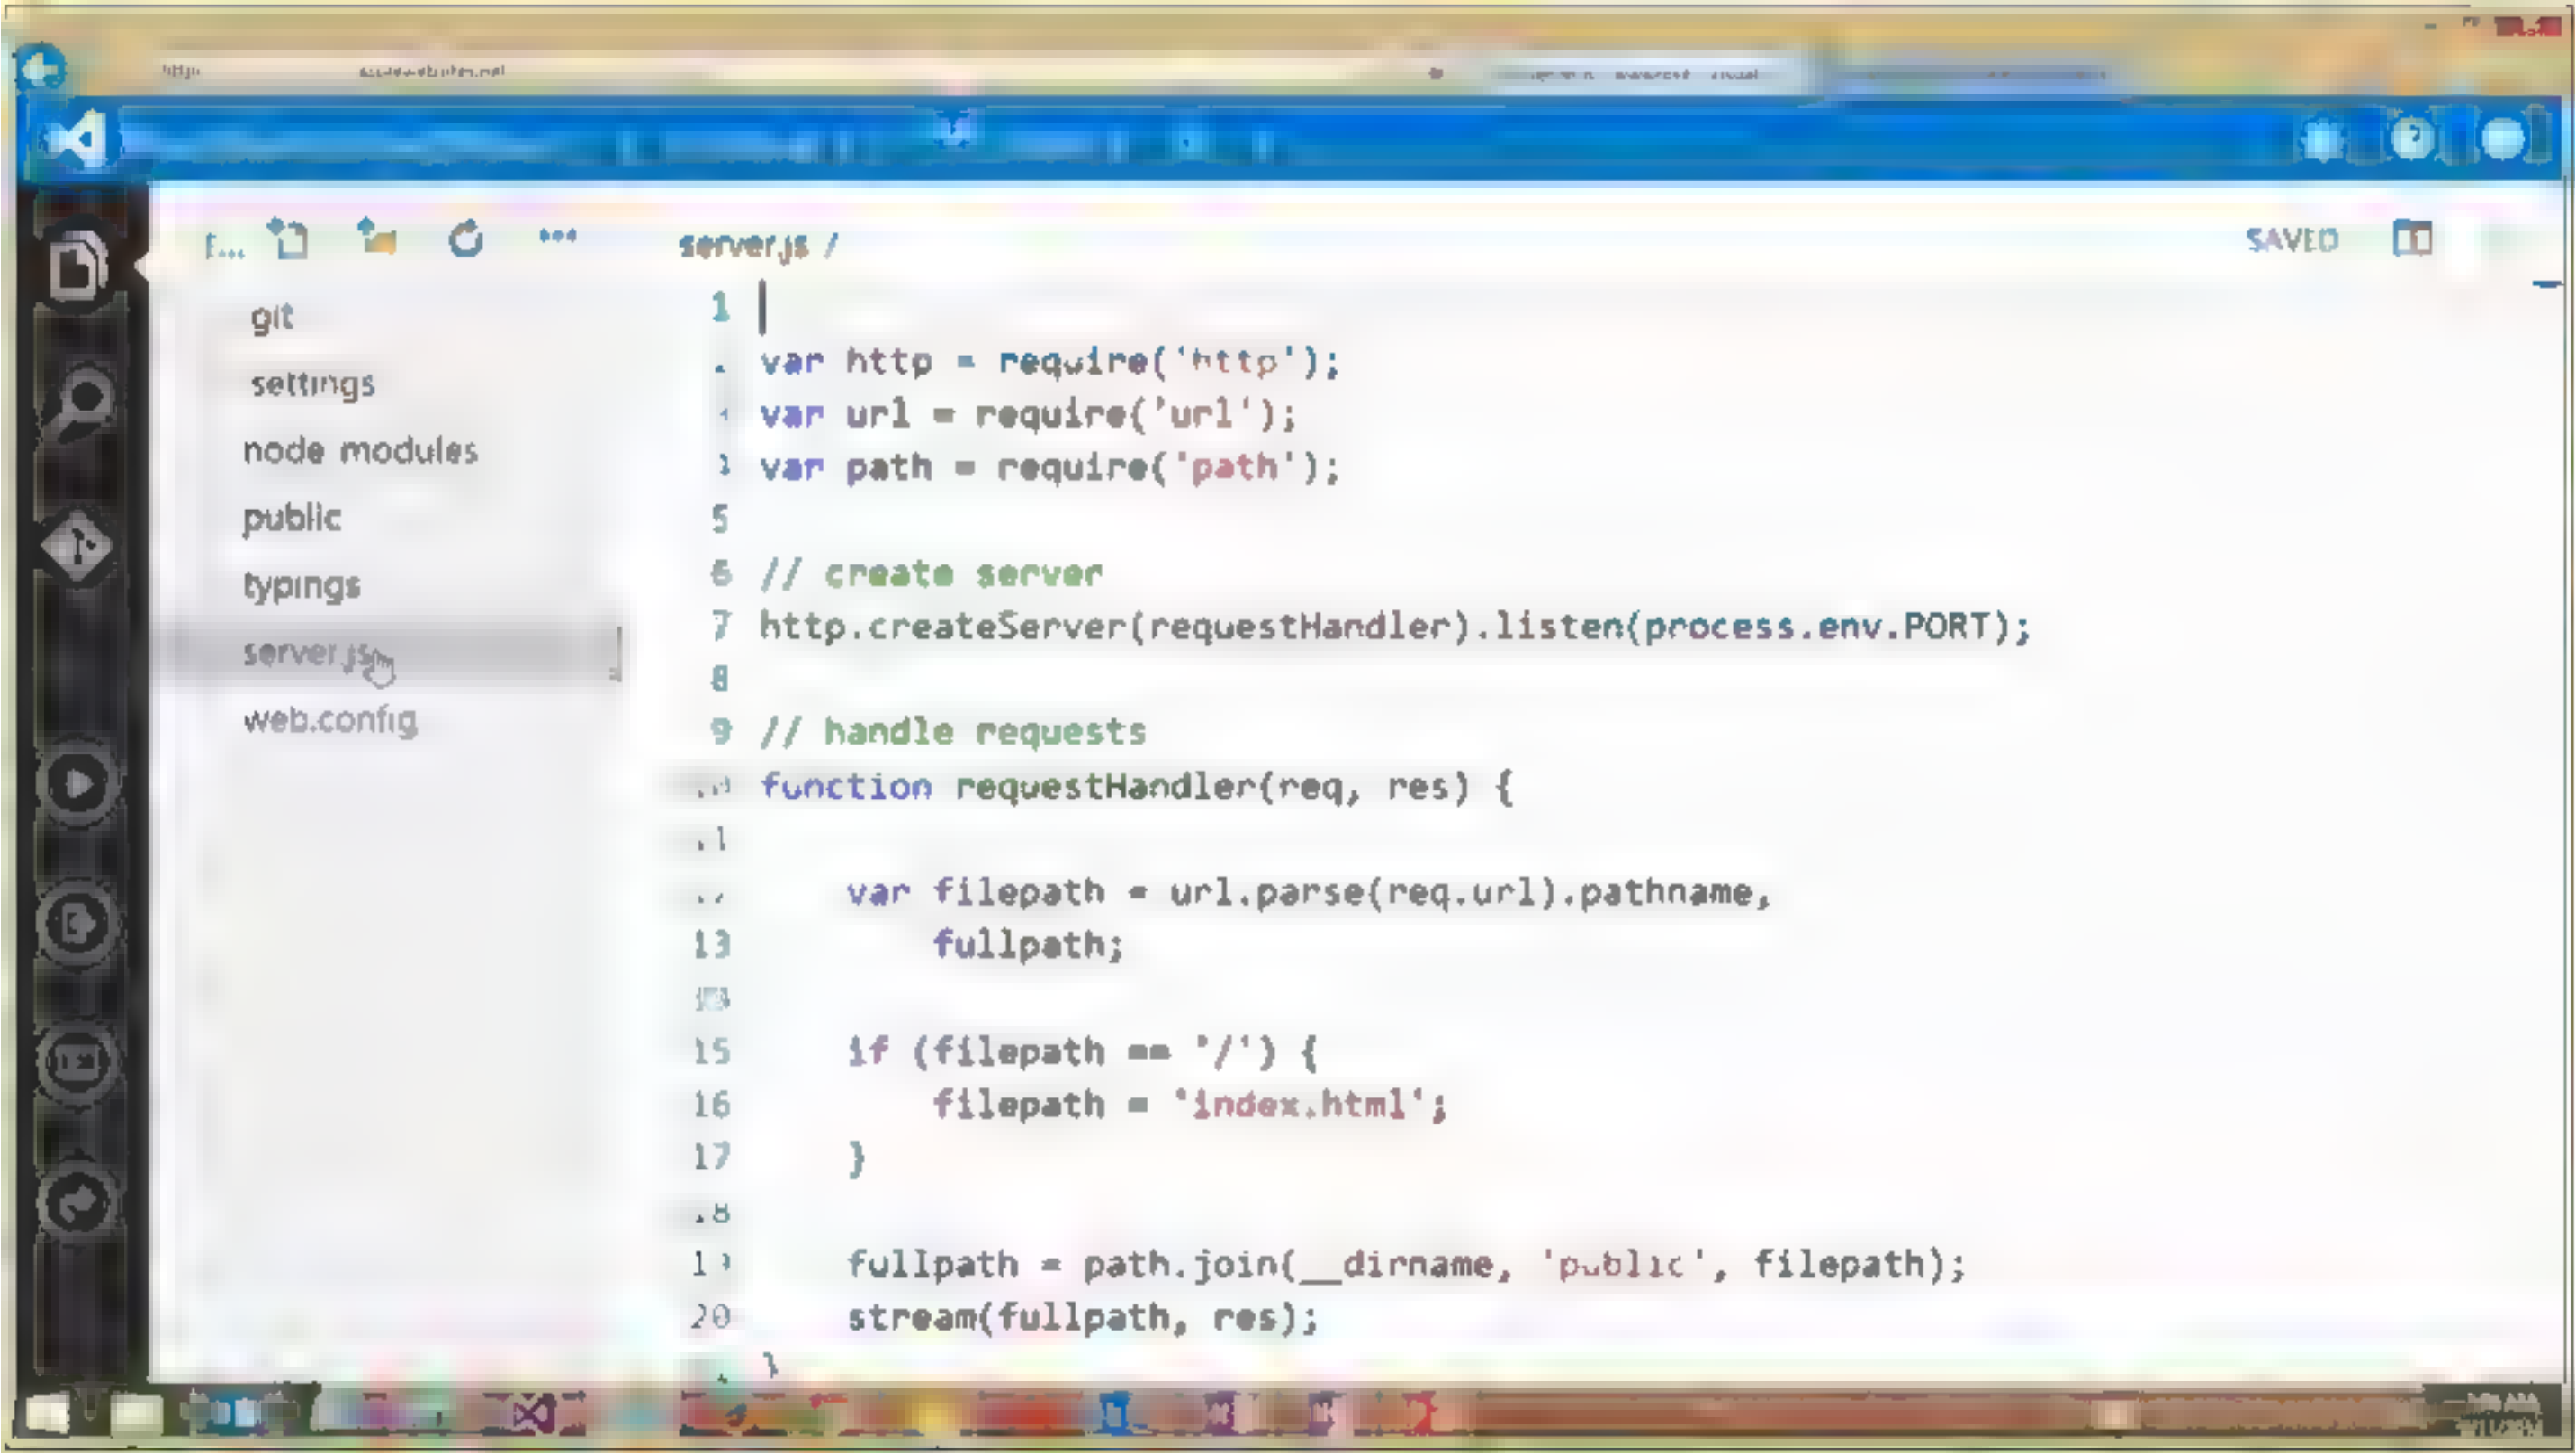 server.js /
SAVED
git
settings
node modules
public
typings
server.js
web.config
1
var http = require('http');
var url = require('url');
var path = require('path');
5
6 // create server
7 http.createServer(requestHandler).listen(process.env.PORT);
8
9 // handle requests
function requestHandler(req, res) {
var filepath = url.parse(req.url).pathname,
13 fullpath;
15 if (filepath == '/') {
16 filepath = 'index.html';
17 }
fullpath = path.join(__dirname, 'public', filepath);
20 stream(fullpath, res);
}